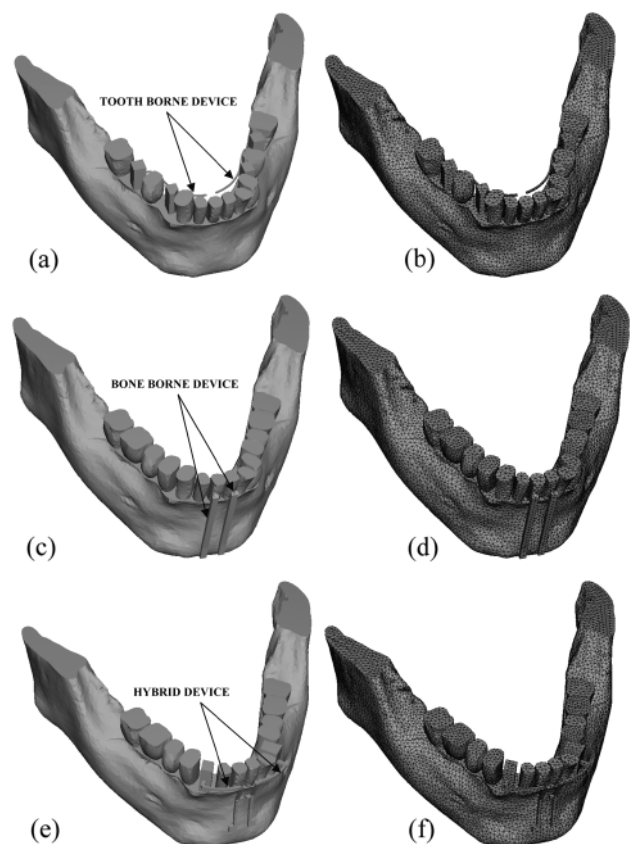 TOOTH BORNE DEVICE
(a)
(b)
BONE BORNE DEVICE
(c)
(d)
HYBRID DEVICE
(e)
(f)